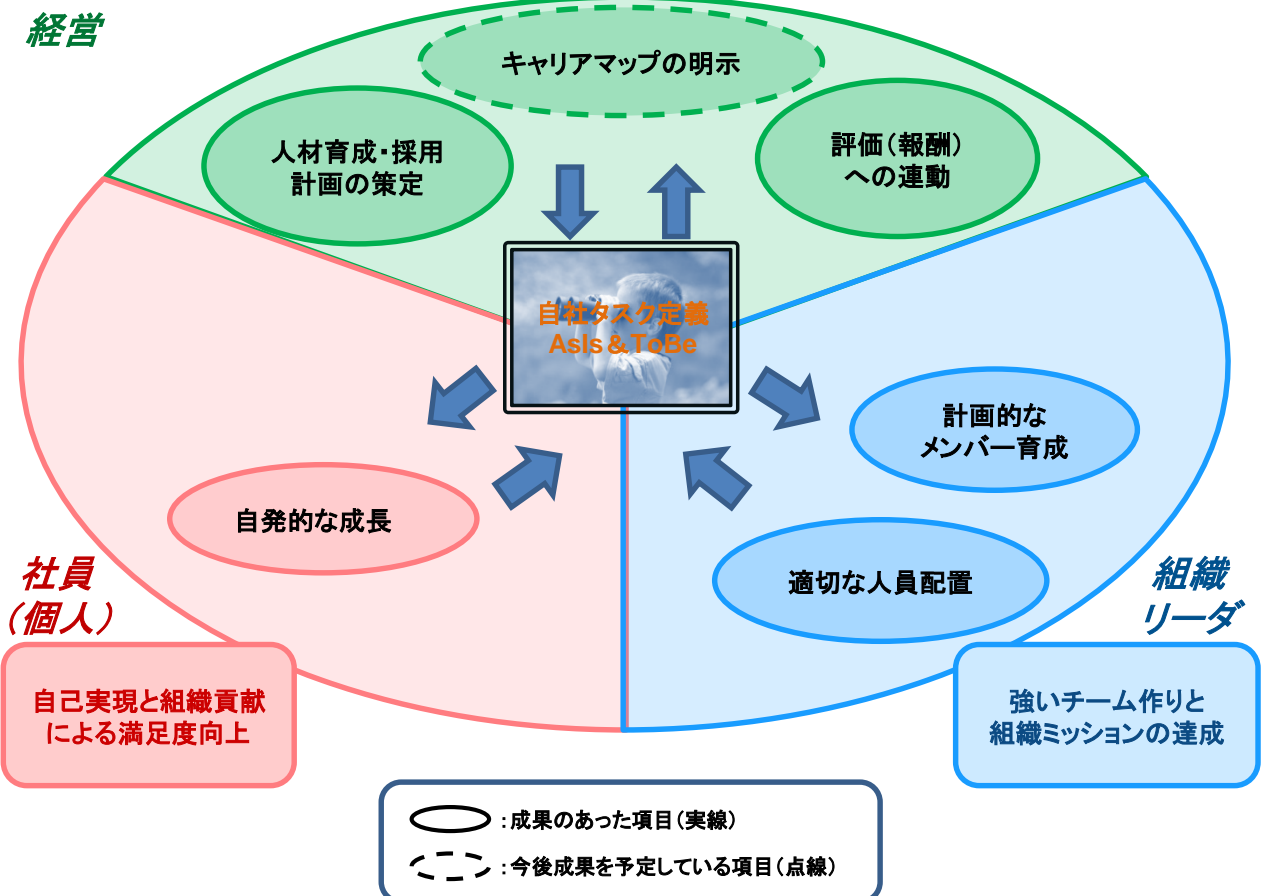 経営
キャリアマップの明示
人材育成・採用
計画の策定
評価(報酬)
への連動
自社タスク定義
AsIs&ToBe
計画的な
メンバー育成
自発的な成長
適切な人員配置
社員
(個人)
組織
リーダ
自己実現と組織貢献
による満足度向上
強いチーム作りと
組織ミッションの達成
:成果のあった項目(実線)
:今後成果を予定している項目(点線)